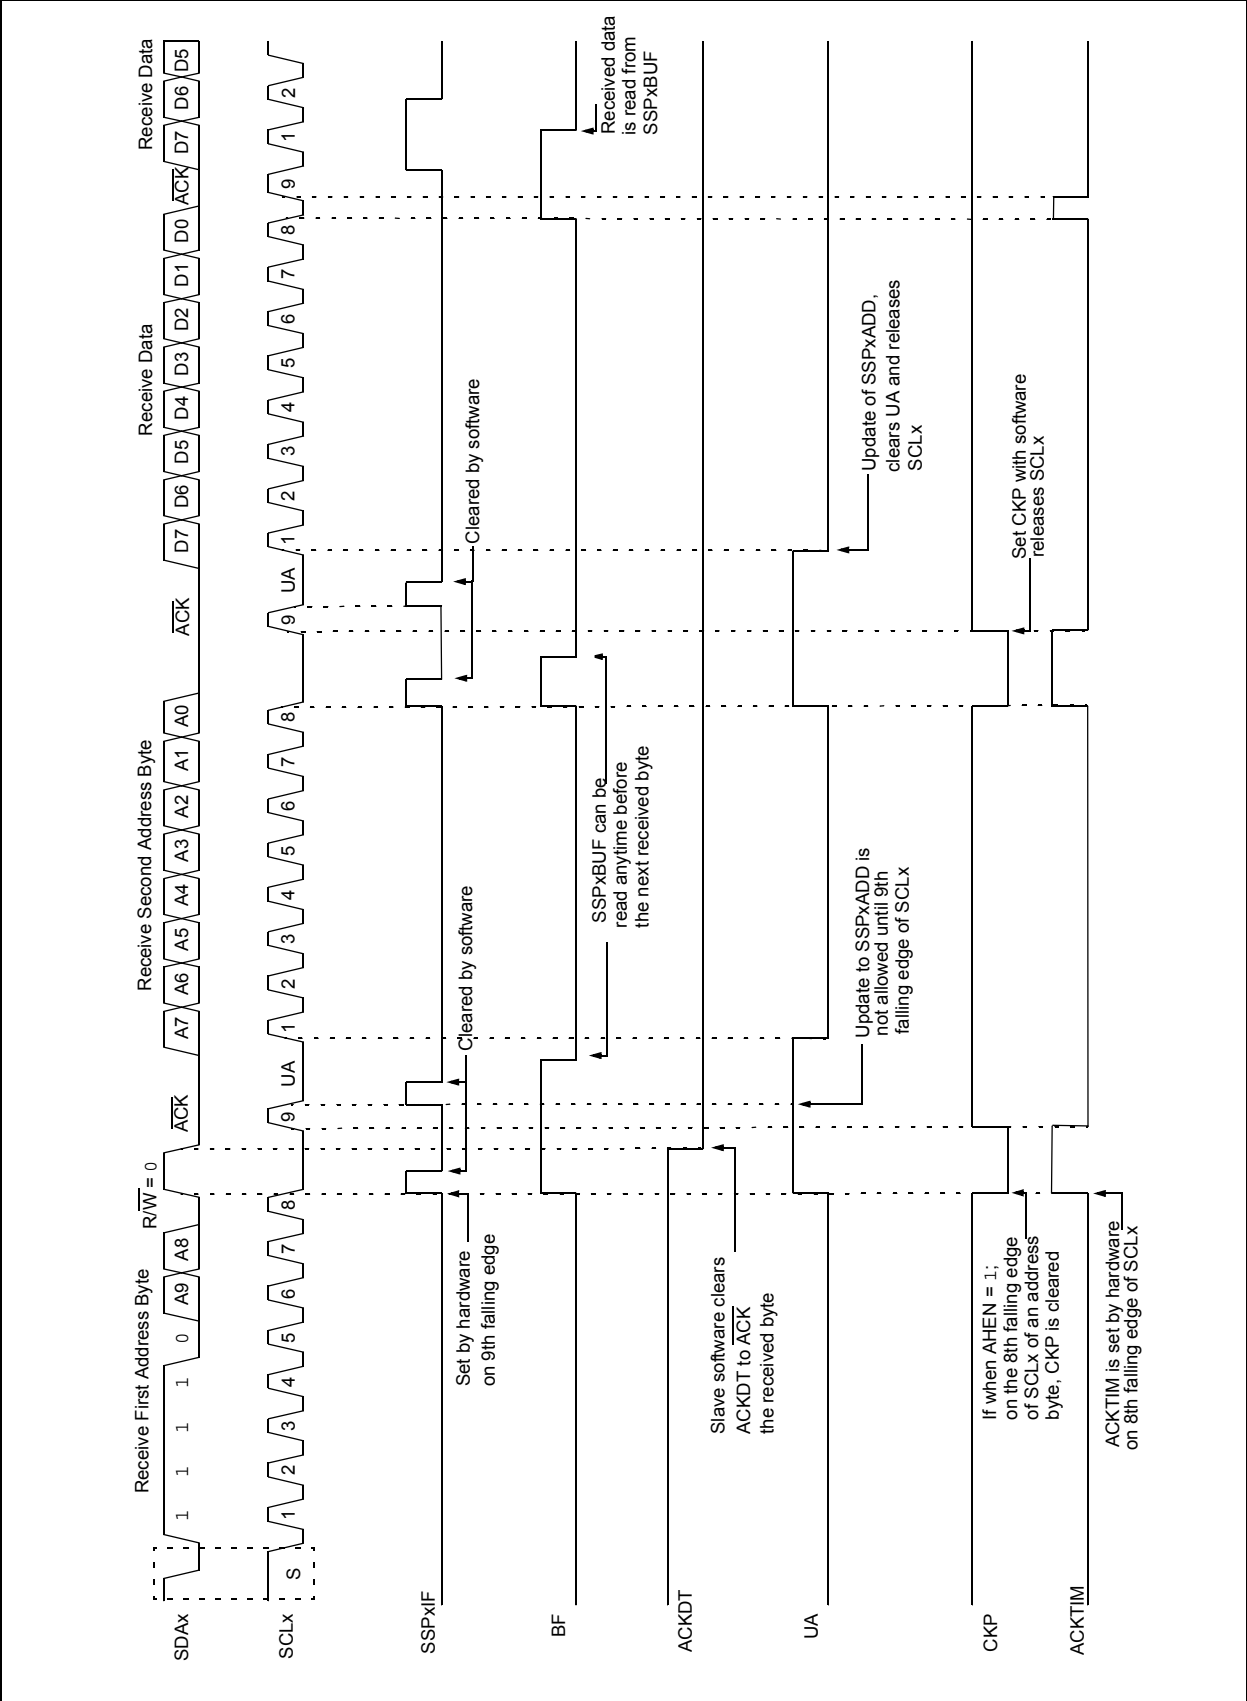 Receive First Address Byte
R/W = 0
Receive Second Address Byte
Receive Data
Receive Data
SDAx
1 1 1 1 0 A9 A8
ACK
A7 A6 A5 A4 A3 A2 A1 A0
ACK
D7 D6 D5 D4 D3 D2 D1 D0
ACK
D7 D6 D5
SCLx
S
1 2 3 4 5 6 7 8 9 UA
1 2 3 4 5 6 7 8 9 UA
1 2 3 4 5 6 7 8 9
1 2
SSPxIF
Set by hardware
on 9th falling edge
Cleared by software
Cleared by software
BF
SSPxBUF can be
read anytime before
the next received byte
Received data
is read from
SSPxBUF
ACKDT
Slave software clears
ACKDT to ACK
the received byte
UA
Update to SSPxADD is
not allowed until 9th
falling edge of SCLx
Update of SSPxADD,
clears UA and releases
SCLx
CKP
If when AHEN = 1;
on the 8th falling edge
of SCLx of an address
byte, CKP is cleared
Set CKP with software
releases SCLx
ACKTIM
ACKTIM is set by hardware
on 8th falling edge of SCLx